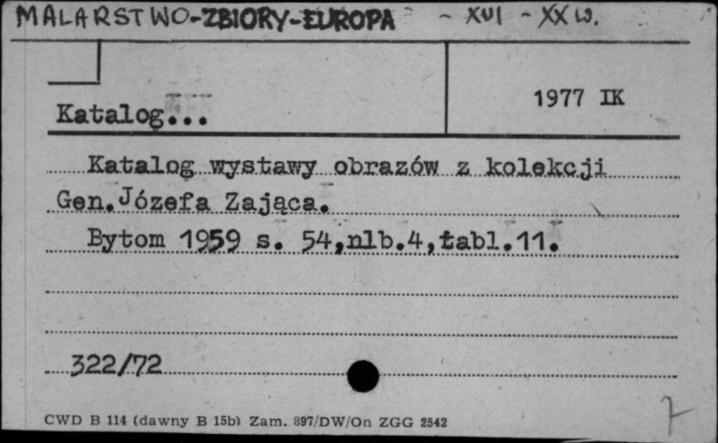 MALARSTWO-ZBIORY-EUROPA - XVI - XX w.
1977 IK
Katalog...
Katalog wystawy obrazów z kolekcji
Gen.Józefa Zająca.
Bytom 1959 s. 54,nlb.4,tabl.11.
322/72
7
CWD B 114 (dawny B 15b) Zam. 897/DW/On ZGG 2542